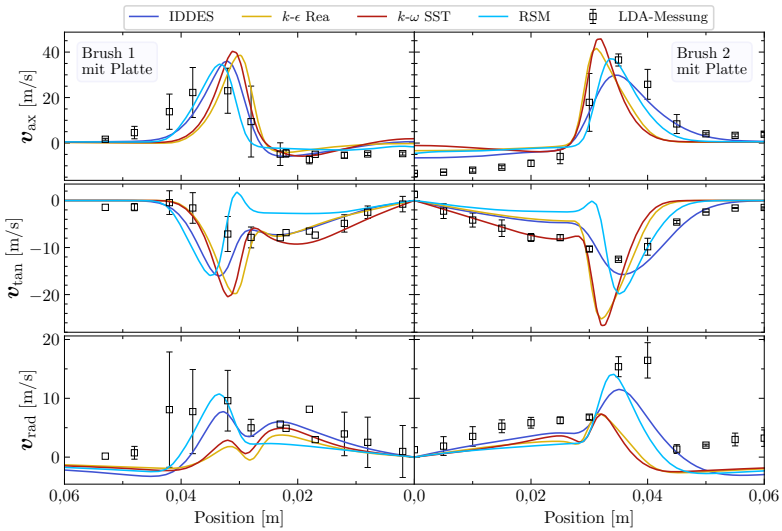 IDDES k-ϵ Rea k-ω SST RSM LDA-Messung
Brush 1
mit Platte
Brush 2
mit Platte
v_ax [m/s]
40
20
0
v_tan [m/s]
0
−10
−20
v_rad [m/s]
20
10
0
0,06 0,04 0,02 0,0 0,02 0,04 0,06
Position [m] Position [m]